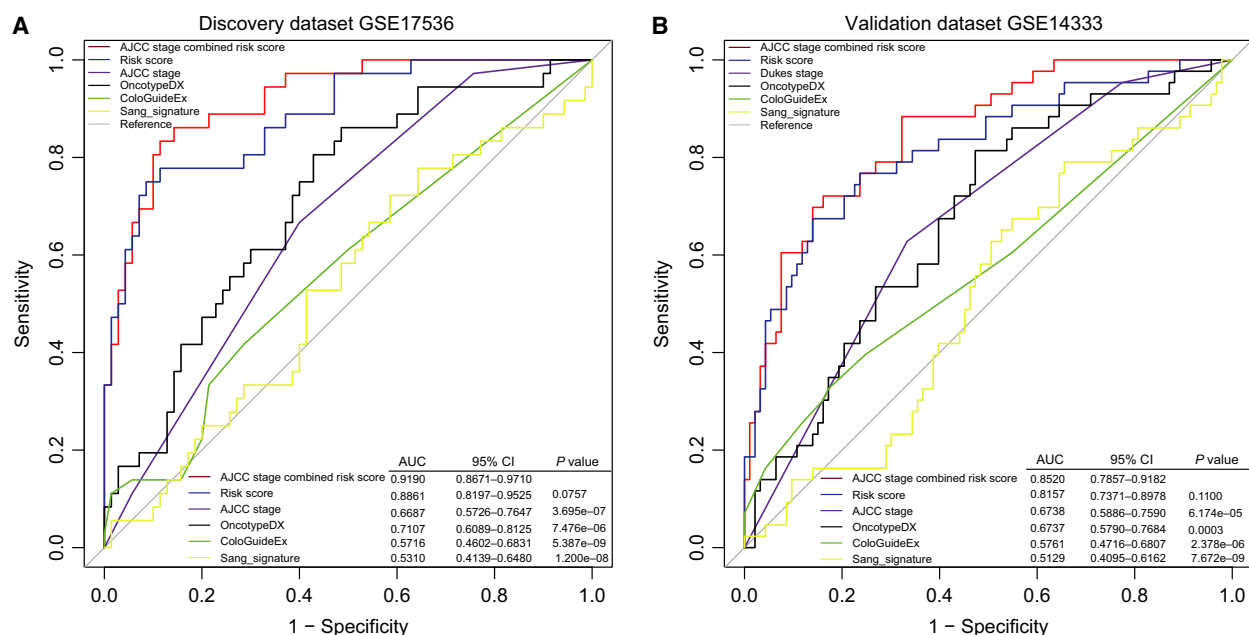 A
Discovery dataset GSE17536
AJCC stage combined risk score
Risk score
AJCC stage
OncotypeDX
ColoGuideEx
Sang_signature
Reference
1.0
0.8
0.6
0.4
0.2
0.0
Sensitivity
AUC 95% CI P value
AJCC stage combined risk score 0.9190 0.8671–0.9710
Risk score 0.8861 0.8197–0.9525 0.0757
AJCC stage 0.6687 0.5726–0.7647 3.695e−07
OncotypeDX 0.7107 0.6089–0.8125 7.476e−06
ColoGuideEx 0.5716 0.4602–0.6831 5.387e−09
Sang_signature 0.5310 0.4139–0.6480 1.200e−08
0.0 0.2 0.4 0.6 0.8 1.0
1 − Specificity
B
Validation dataset GSE14333
AJCC stage combined risk score
Risk score
Dukes stage
OncotypeDX
ColoGuideEx
Sang_signature
Reference
1.0
0.8
0.6
0.4
0.2
0.0
Sensitivity
AUC 95% CI P value
AJCC stage combined risk score 0.8520 0.7857–0.9182
Risk score 0.8157 0.7371–0.8978 0.1100
AJCC stage 0.6738 0.5886–0.7590 6.174e−05
OncotypeDX 0.6737 0.5790–0.7684 0.0003
ColoGuideEx 0.5761 0.4716–0.6807 2.378e−06
Sang_signature 0.5129 0.4095–0.6162 7.672e−09
0.0 0.2 0.4 0.6 0.8 1.0
1 − Specificity